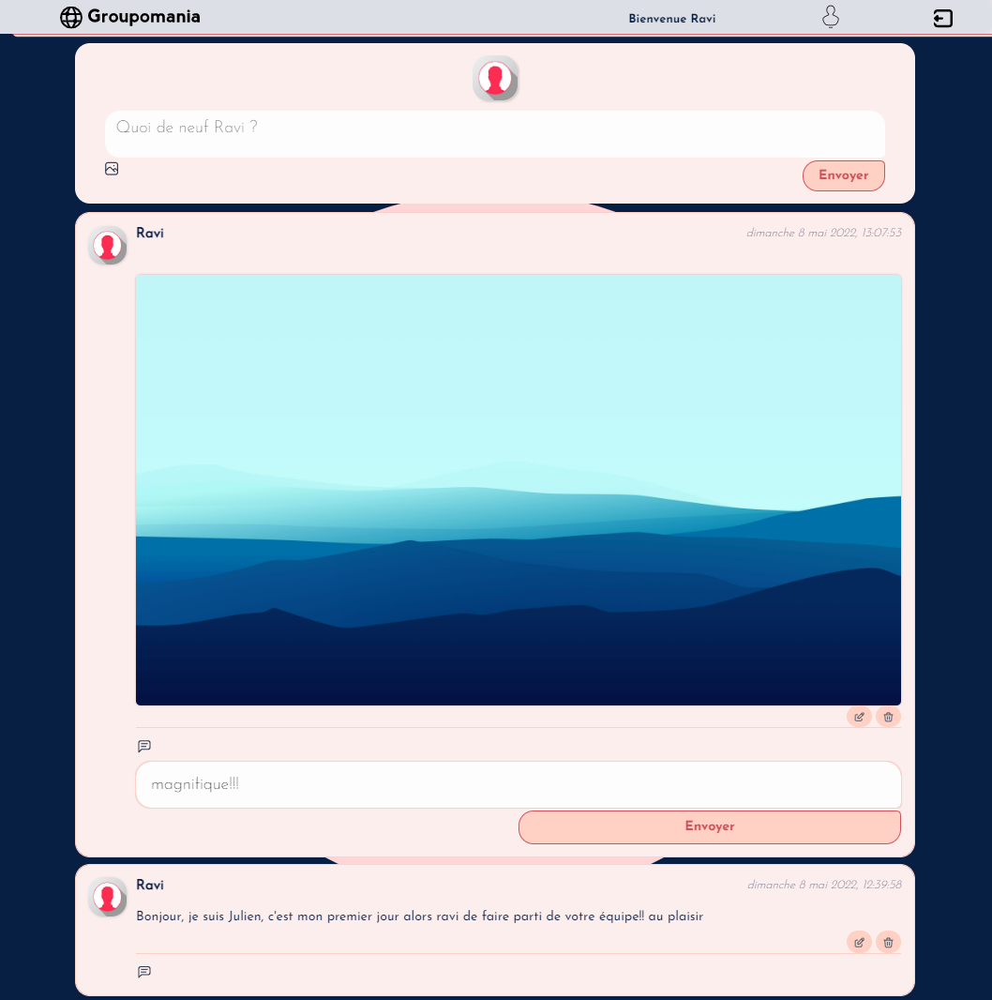 Groupomania
Bienvenue Ravi
Quoi de neuf Ravi ?
Envoyer
Ravi
dimanche 8 mai 2022, 13:07:53
magnifique!!!
Envoyer
Ravi
dimanche 8 mai 2022, 12:39:58
Bonjour, je suis Julien, c'est mon premier jour alors ravi de faire parti de votre équipe!! au plaisir